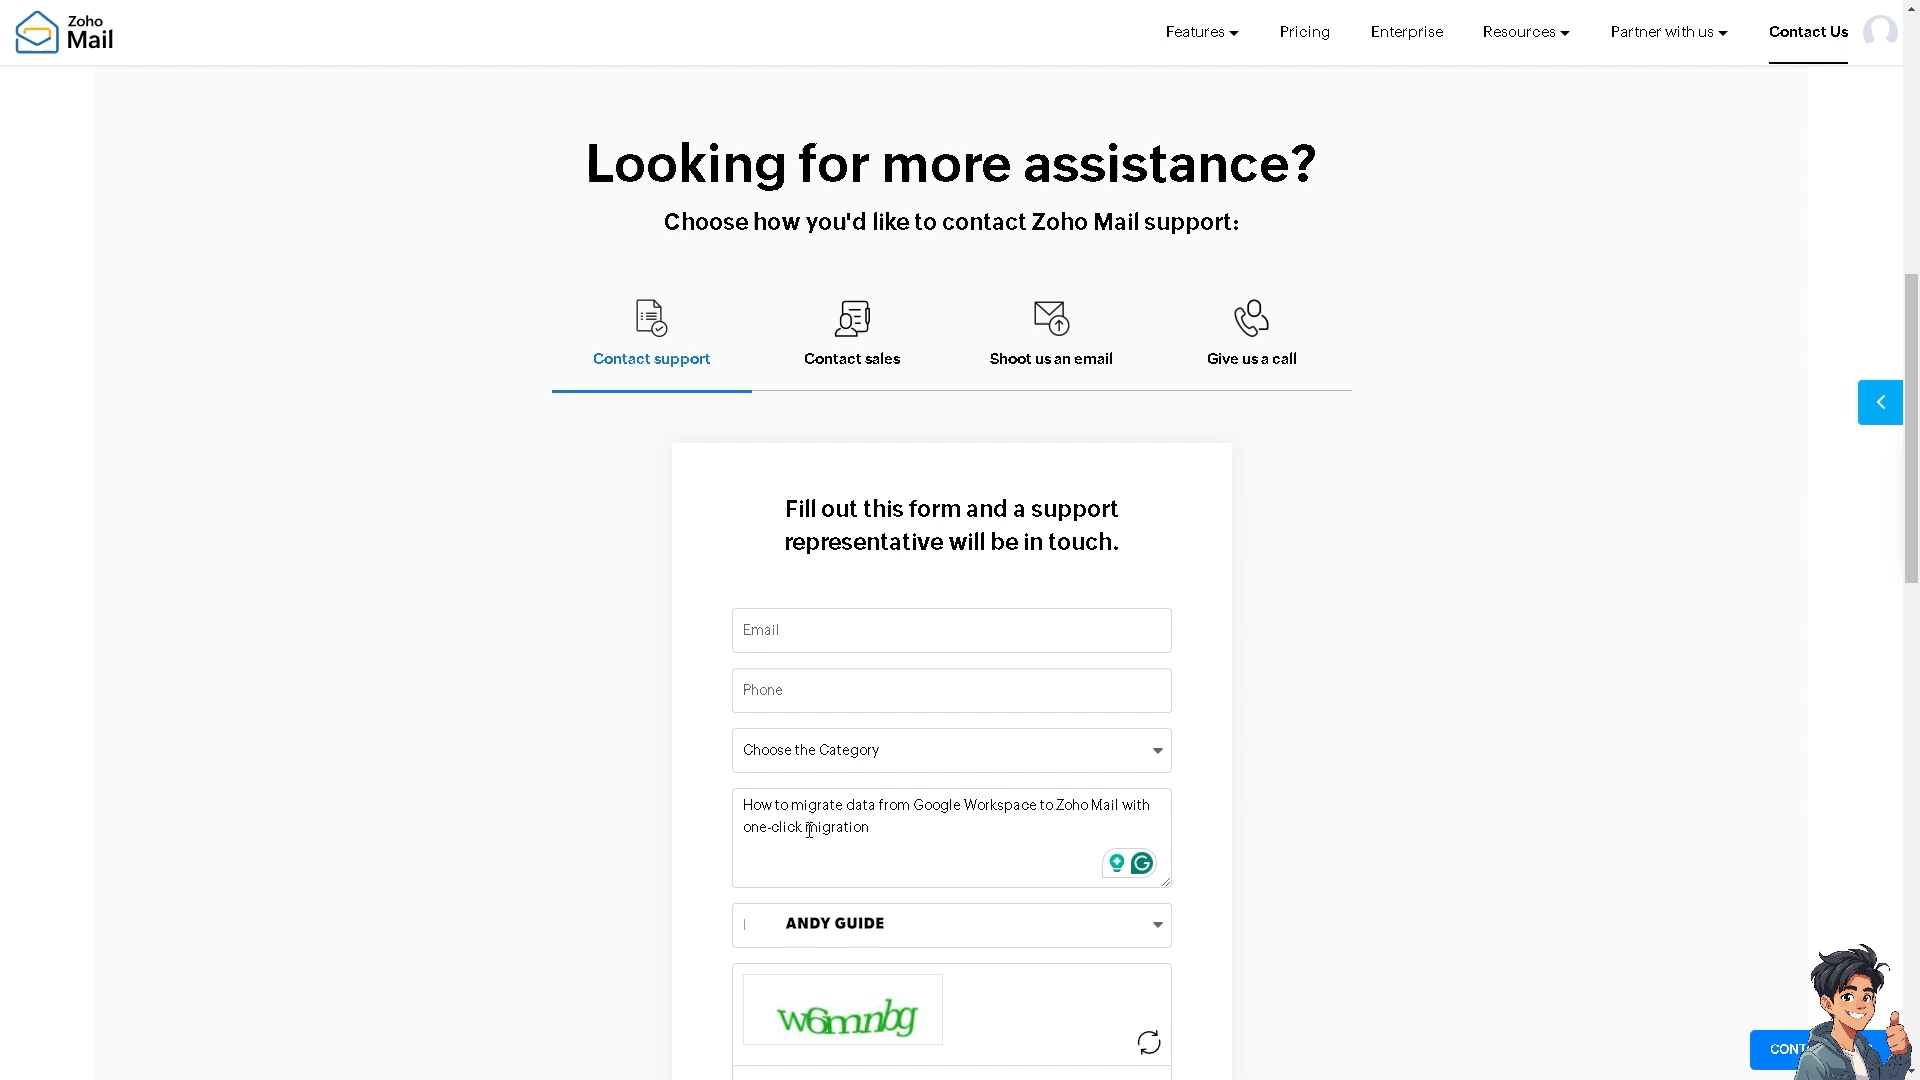 Zoho
Mail
Features
Pricing
Enterprise
Resources
Partner with us
Contact Us
Looking for more assistance?
Choose how you'd like to contact Zoho Mail support:
Contact support
Contact sales
Shoot us an email
Give us a call
Fill out this form and a support
representative will be in touch.
Email
Phone
Choose the Category
How to migrate data from Google Workspace to Zoho Mail with
one-click migration
ANDY GUIDE
w6mnbg